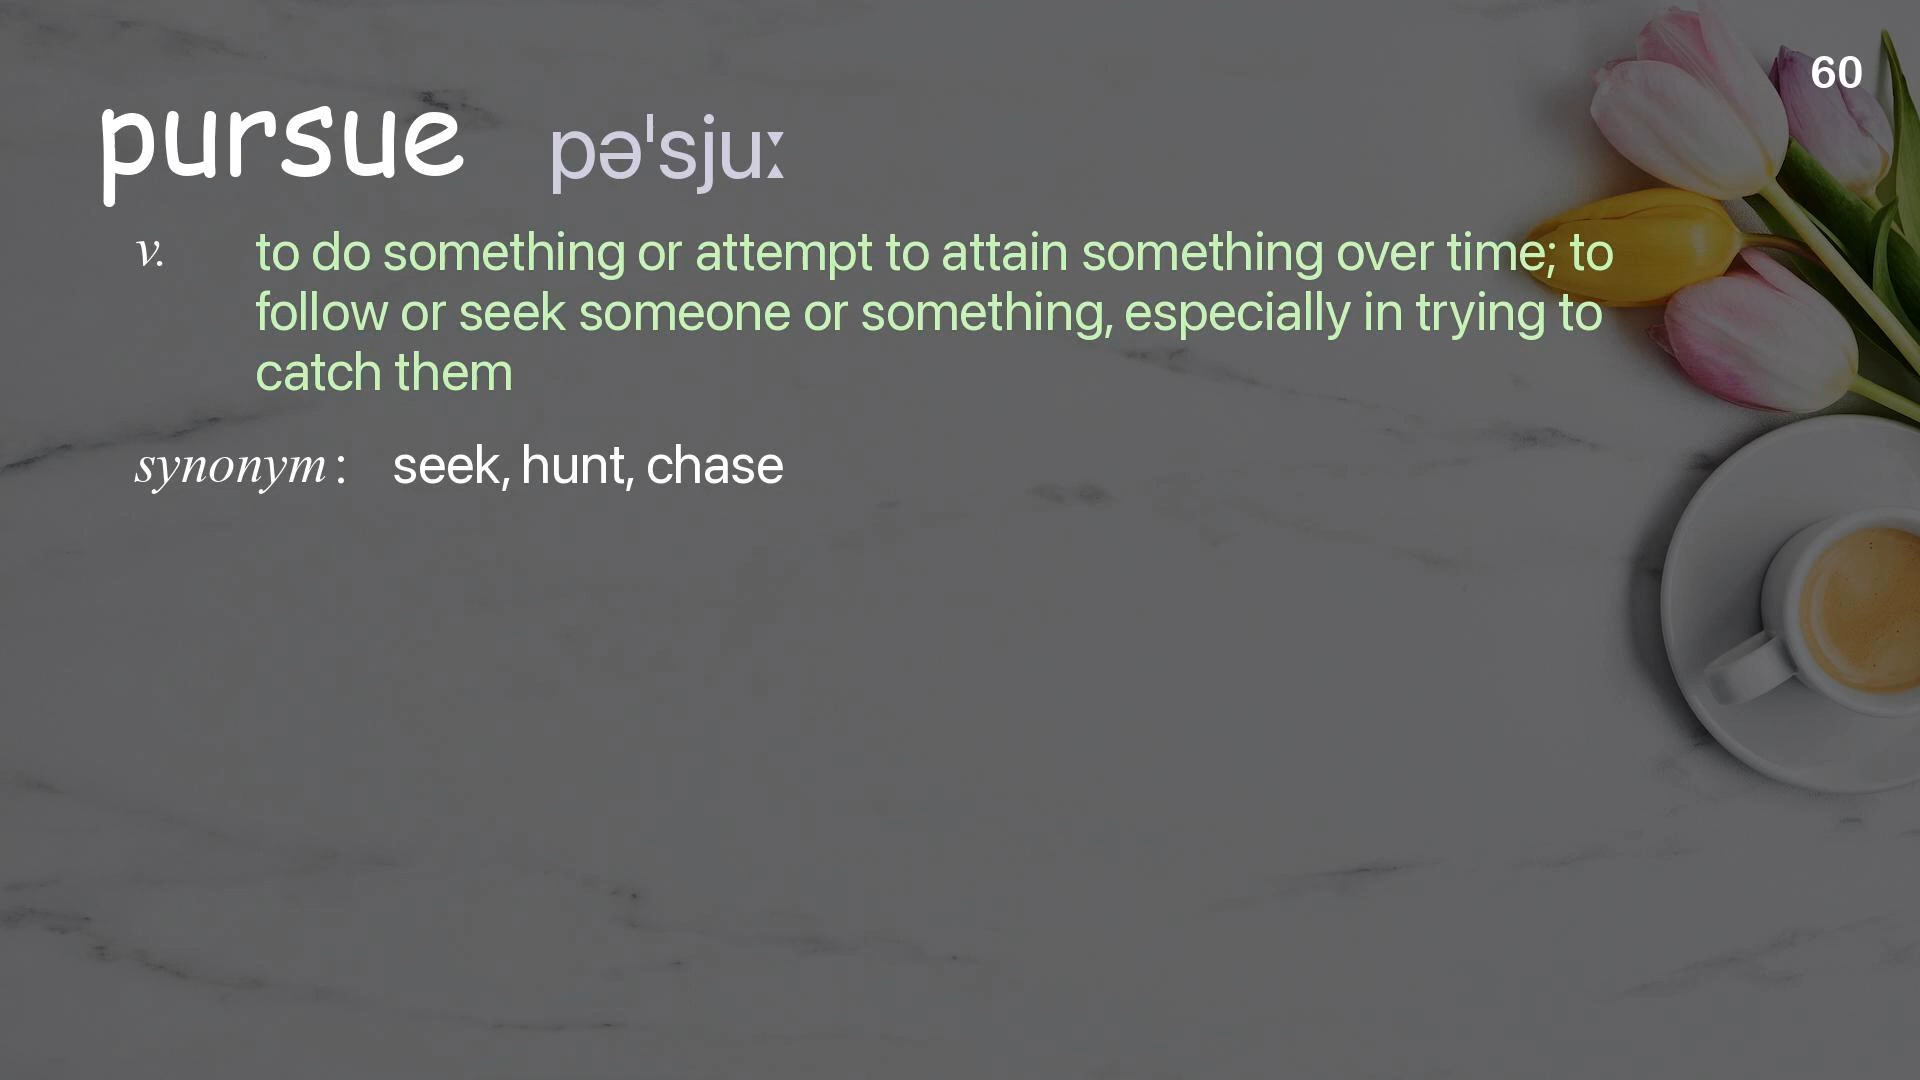 60
pursue pəˈsjuː
v. to do something or attempt to attain something over time; to
follow or seek someone or something, especially in trying to
catch them
synonym : seek, hunt, chase